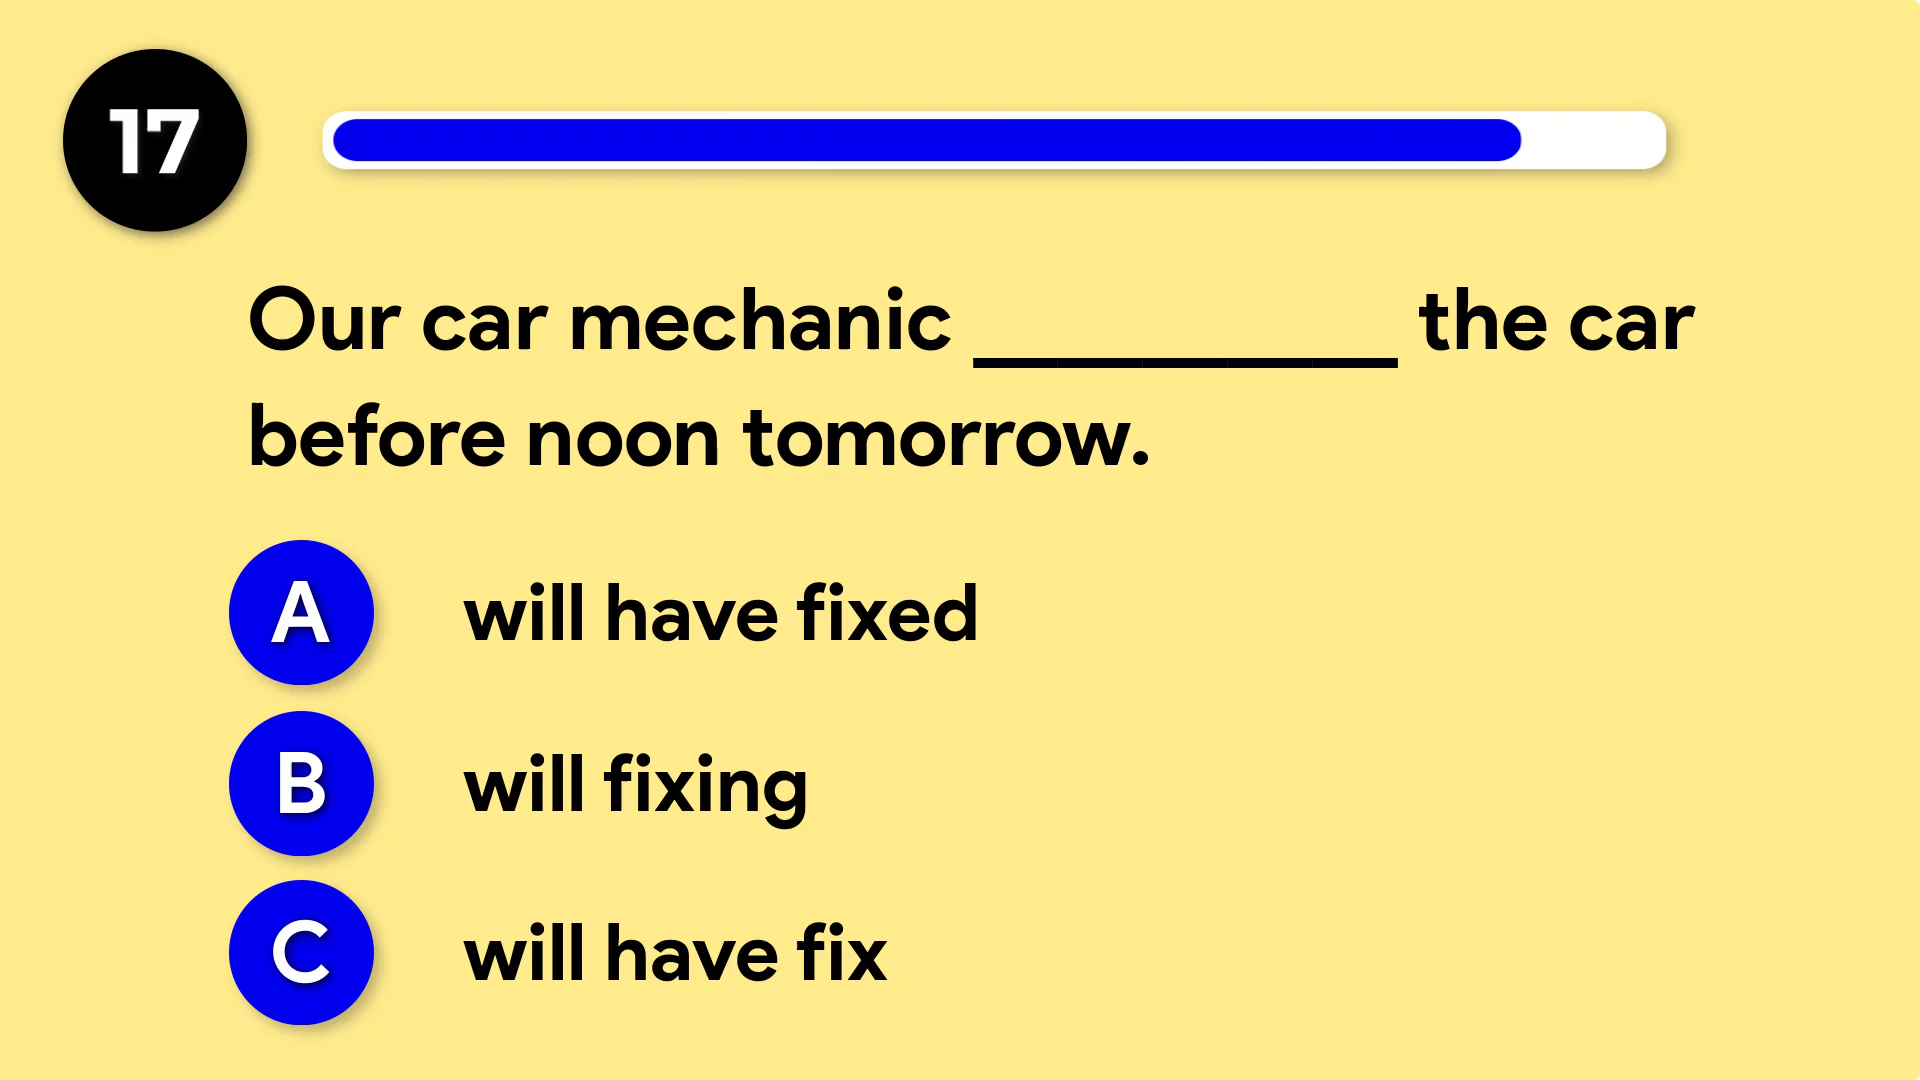 17
Our car mechanic __________ the car
before noon tomorrow.
A will have fixed
B will fixing
C will have fix